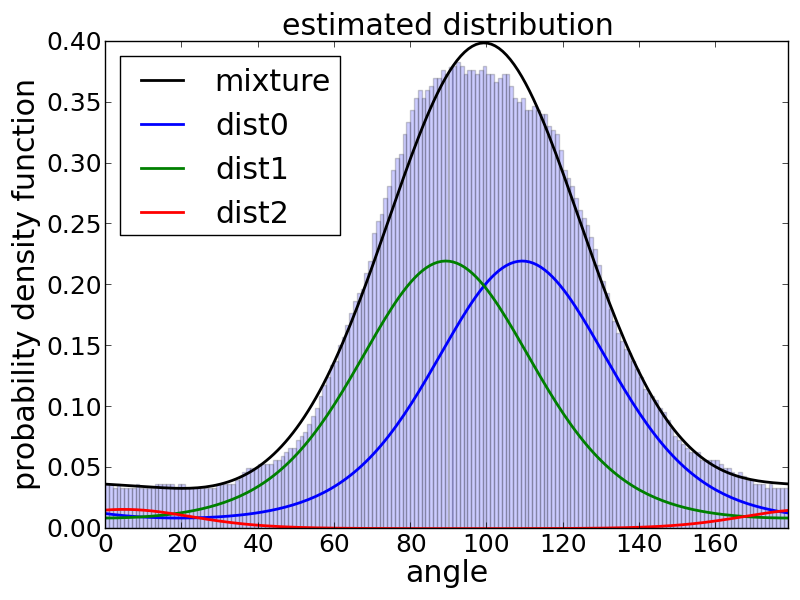 estimated distribution
mixture
dist0
dist1
dist2
probability density function
0.40
0.35
0.30
0.25
0.20
0.15
0.10
0.05
0.00
0 20 40 60 80 100 120 140 160
angle